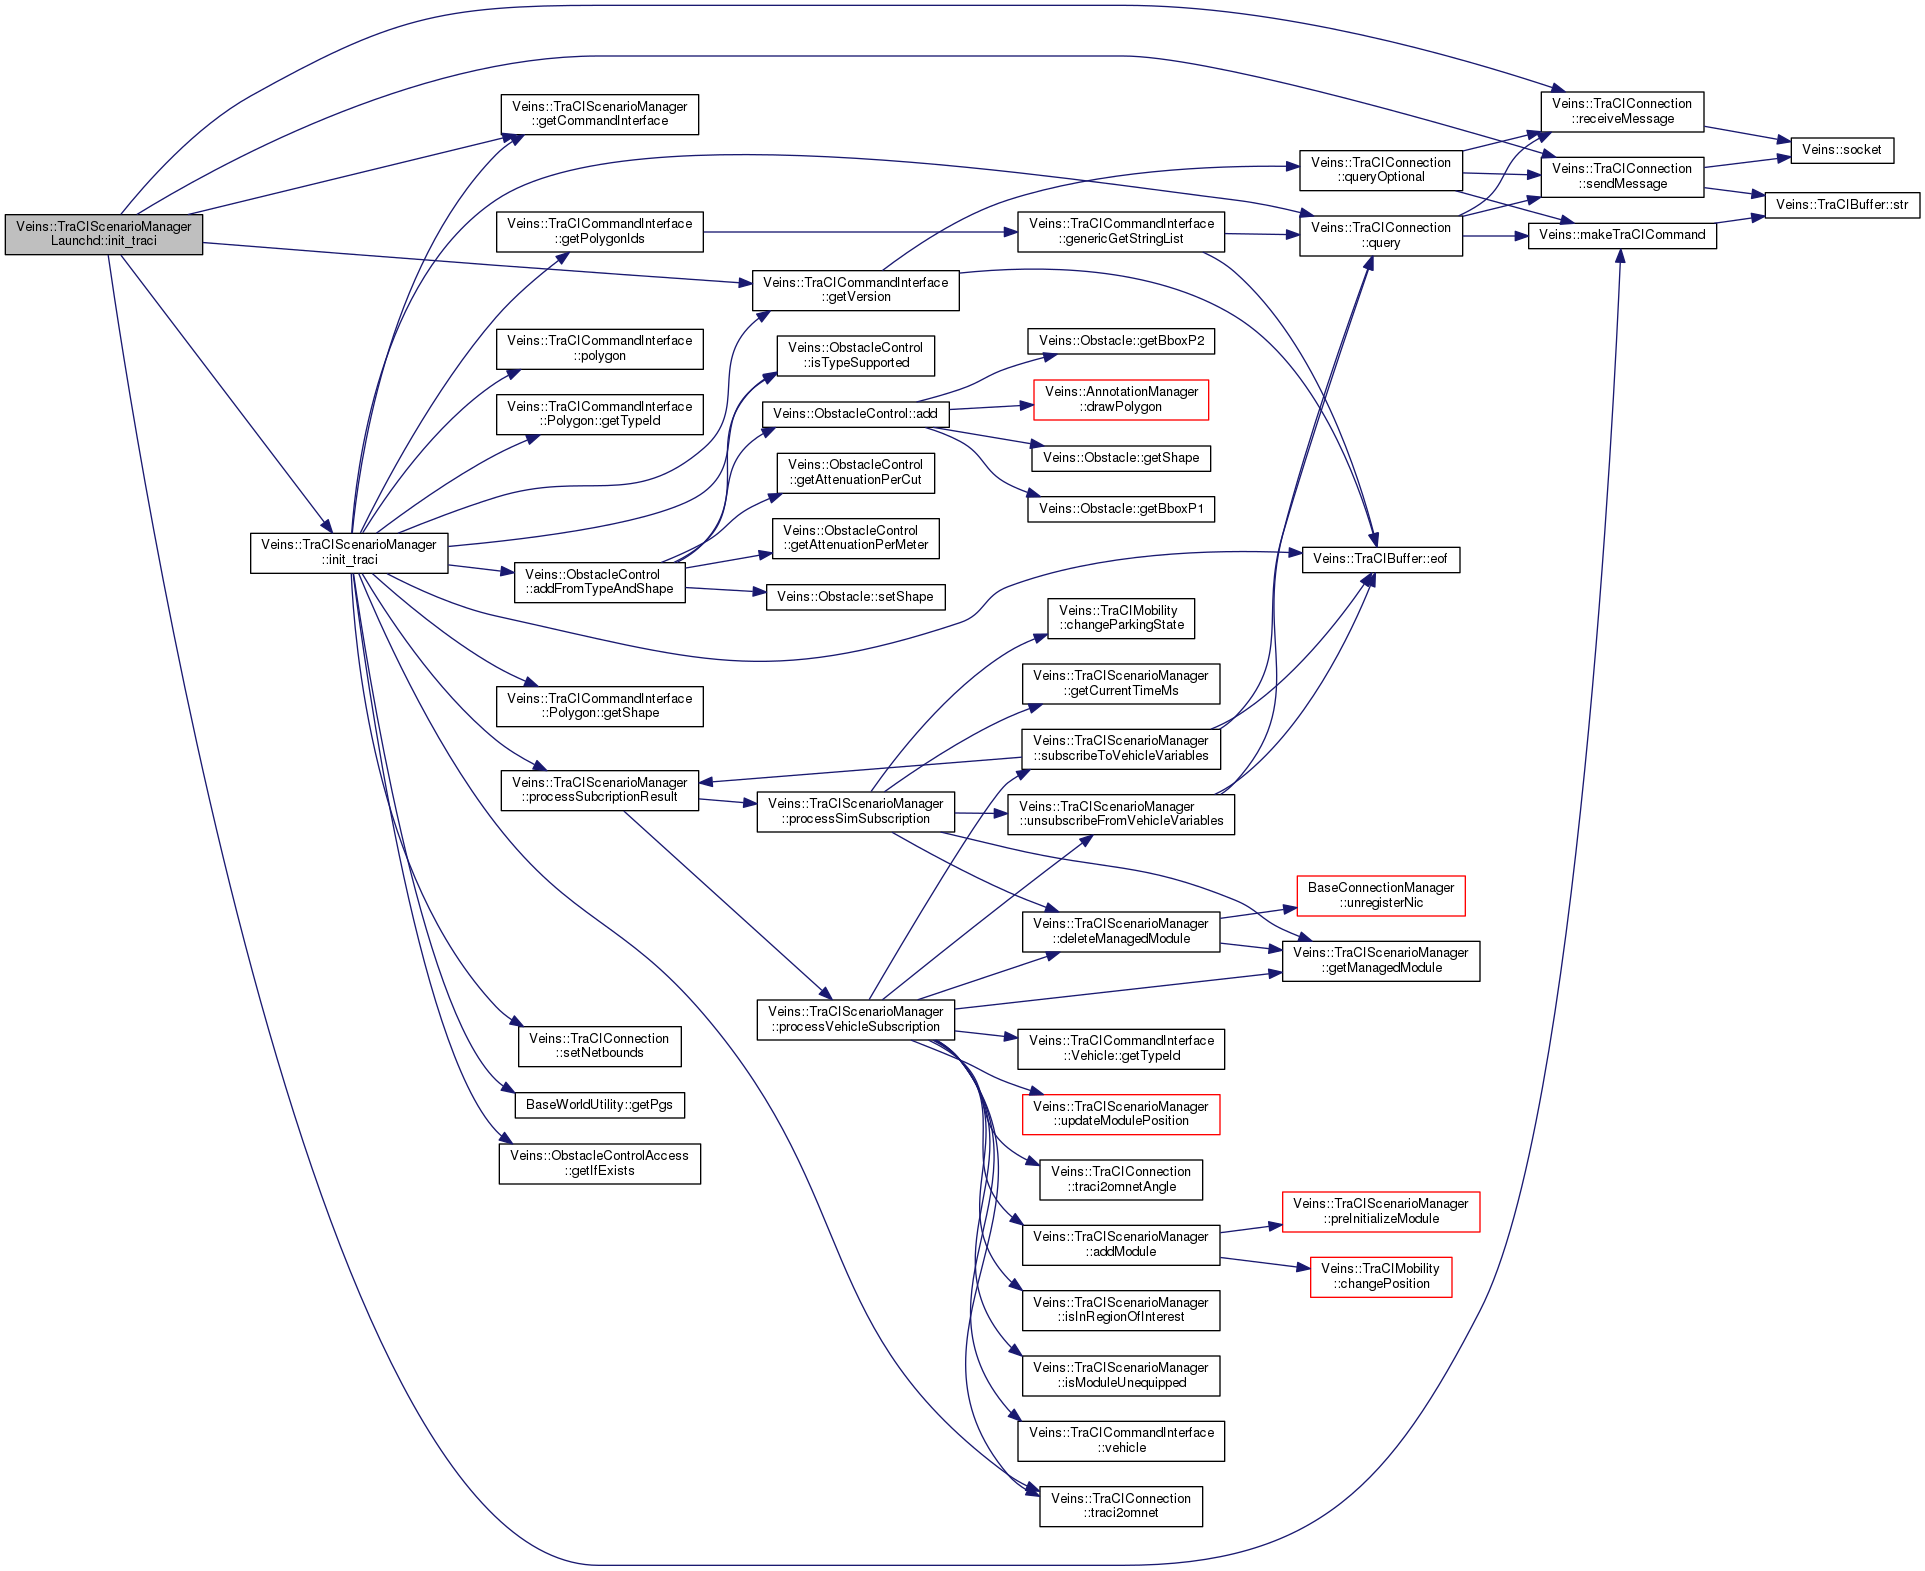 Veins::TraCIScenarioManager
Launchd::init_traci
Veins::TraCIScenarioManager
::init_traci
Veins::TraCIScenarioManager
::getCommandInterface
Veins::TraCICommandInterface
::getPolygonIds
Veins::TraCICommandInterface
::polygon
Veins::TraCICommandInterface
::Polygon::getTypeId
Veins::ObstacleControl
::addFromTypeAndShape
Veins::TraCICommandInterface
::Polygon::getShape
Veins::TraCIScenarioManager
::processSubcriptionResult
Veins::TraCIConnection
::setNetbounds
BaseWorldUtility::getPgs
Veins::ObstacleControlAccess
::getIfExists
Veins::TraCICommandInterface
::getVersion
Veins::ObstacleControl
::isTypeSupported
Veins::ObstacleControl::add
Veins::ObstacleControl
::getAttenuationPerCut
Veins::ObstacleControl
::getAttenuationPerMeter
Veins::Obstacle::setShape
Veins::TraCIScenarioManager
::processSimSubscription
Veins::TraCIScenarioManager
::processVehicleSubscription
Veins::TraCICommandInterface
::genericGetStringList
Veins::Obstacle::getBboxP2
Veins::AnnotationManager
::drawPolygon
Veins::Obstacle::getShape
Veins::Obstacle::getBboxP1
Veins::TraCIMobility
::changeParkingState
Veins::TraCIScenarioManager
::getCurrentTimeMs
Veins::TraCIScenarioManager
::subscribeToVehicleVariables
Veins::TraCIScenarioManager
::unsubscribeFromVehicleVariables
Veins::TraCIScenarioManager
::deleteManagedModule
Veins::TraCICommandInterface
::Vehicle::getTypeId
Veins::TraCIScenarioManager
::updateModulePosition
Veins::TraCIConnection
::traci2omnetAngle
Veins::TraCIScenarioManager
::addModule
Veins::TraCIScenarioManager
::isInRegionOfInterest
Veins::TraCIScenarioManager
::isModuleUnequipped
Veins::TraCICommandInterface
::vehicle
Veins::TraCIConnection
::traci2omnet
Veins::TraCIConnection
::queryOptional
Veins::TraCIConnection
::query
Veins::TraCIBuffer::eof
BaseConnectionManager
::unregisterNic
Veins::TraCIScenarioManager
::getManagedModule
Veins::TraCIScenarioManager
::preInitializeModule
Veins::TraCIMobility
::changePosition
Veins::TraCIConnection
::receiveMessage
Veins::TraCIConnection
::sendMessage
Veins::makeTraCICommand
Veins::socket
Veins::TraCIBuffer::str